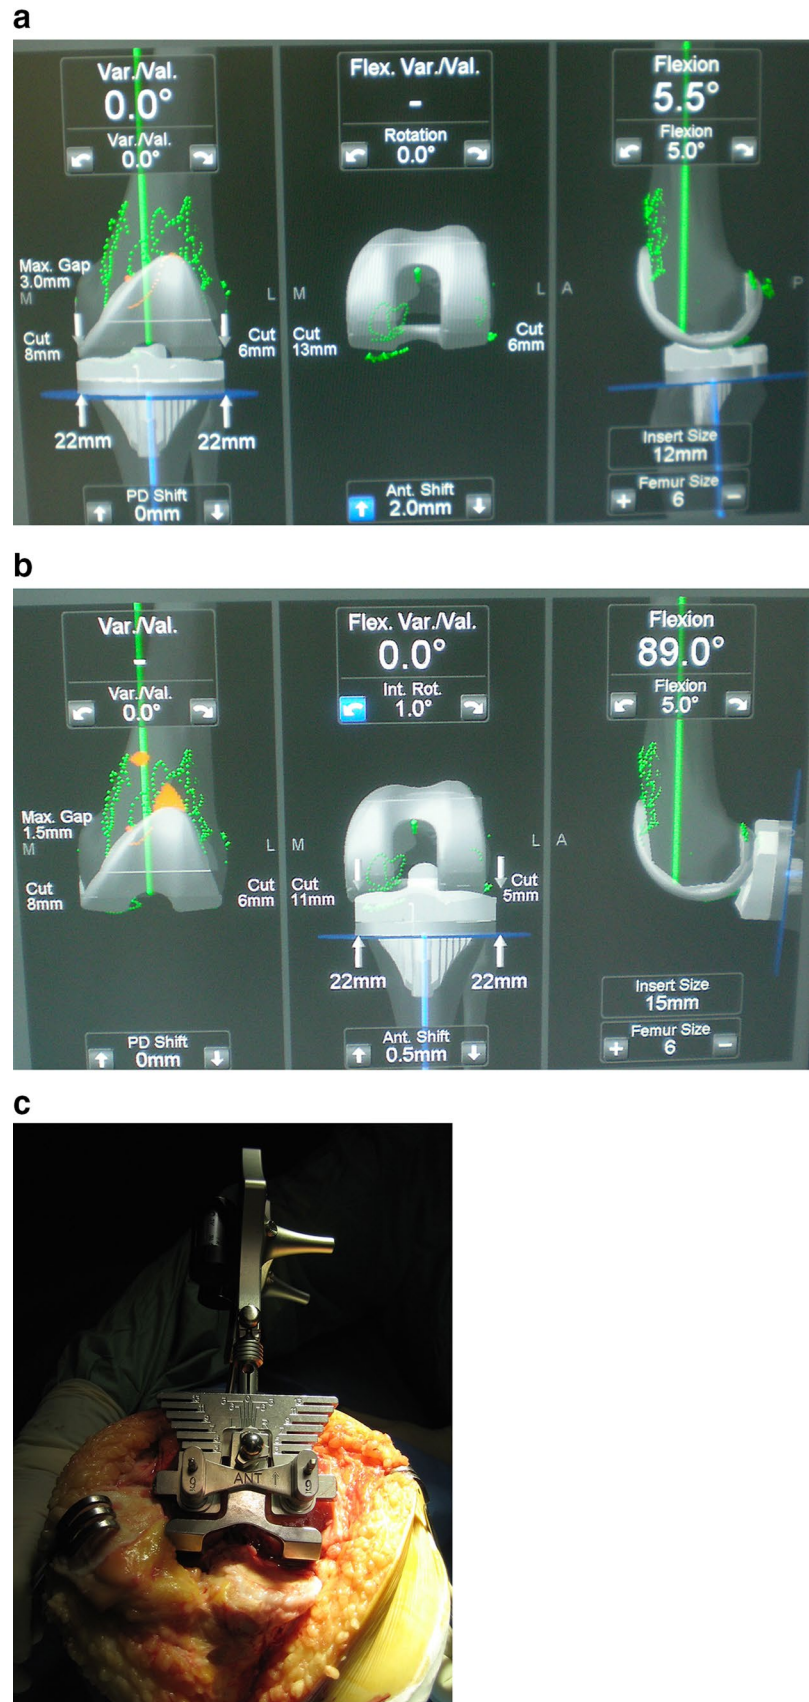 a
Var./Val.
0.0°
Var./Val.
0.0°
Max. Gap
3.0mm
M
L
Cut
8mm
Cut
6mm
22mm
22mm
PD Shift
0mm
Flex. Var./Val.
-
Rotation
0.0°
M
L
Cut
13mm
Cut
6mm
Ant. Shift
2.0mm
Flexion
5.5°
Flexion
5.0°
A
P
Insert Size
12mm
Femur Size
+ 6 −
b
Var./Val.
-
Var./Val.
0.0°
Max. Gap
1.5mm
M
L
Cut
8mm
Cut
6mm
PD Shift
0mm
Flex. Var./Val.
0.0°
Int. Rot.
1.0°
M
L
Cut
11mm
Cut
5mm
22mm
22mm
Ant. Shift
0.5mm
Flexion
89.0°
Flexion
5.0°
A
Insert Size
15mm
Femur Size
+ 6 −
c
3 0 3
9 ANT ↑ 9